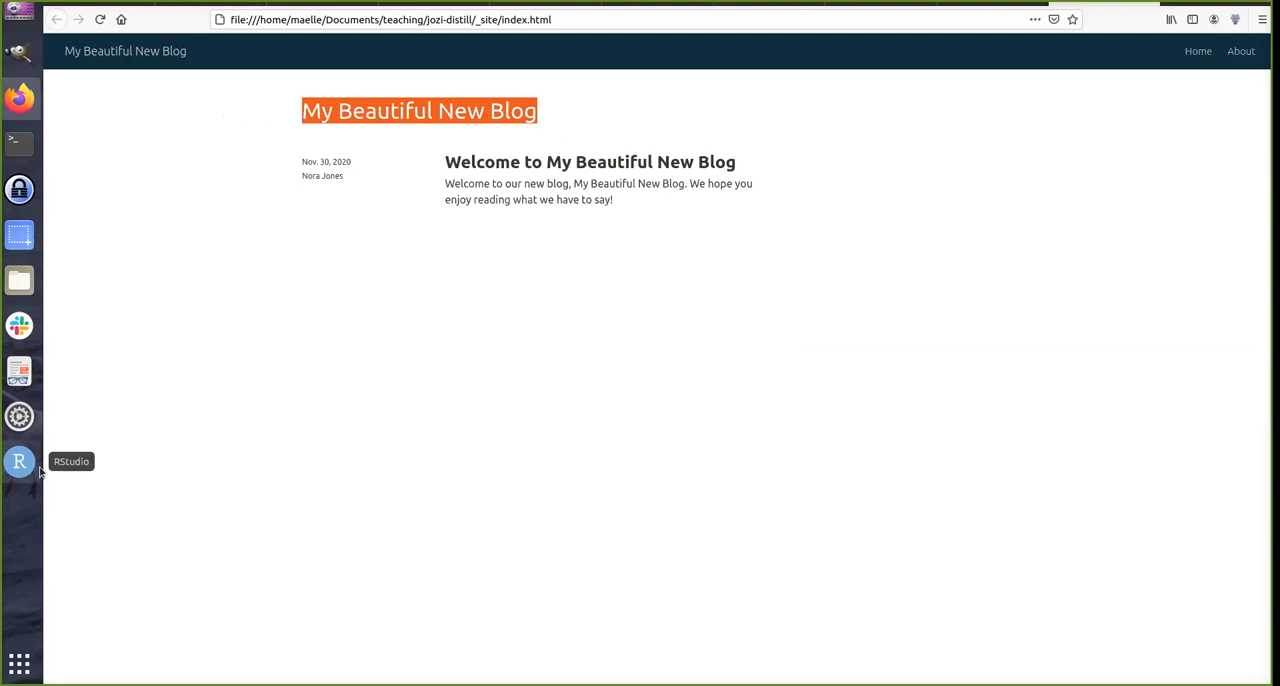 file:///home/maelle/Documents/teaching/jozi-distill/_site/index.html
My Beautiful New Blog
Home
About
My Beautiful New Blog
Nov. 30, 2020
Nora Jones
Welcome to My Beautiful New Blog
Welcome to our new blog, My Beautiful New Blog. We hope you
enjoy reading what we have to say!
R
RStudio